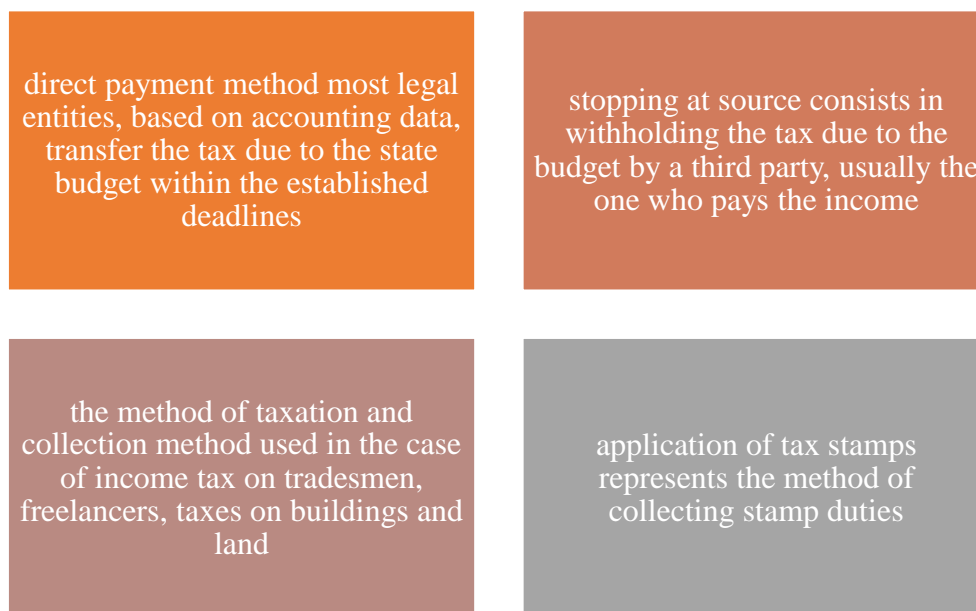 direct payment method most legal
entities, based on accounting data,
transfer the tax due to the state
budget within the established
deadlines
stopping at source consists in
withholding the tax due to the
budget by a third party, usually the
one who pays the income
the method of taxation and
collection method used in the case
of income tax on tradesmen,
freelancers, taxes on buildings and
land
application of tax stamps
represents the method of
collecting stamp duties